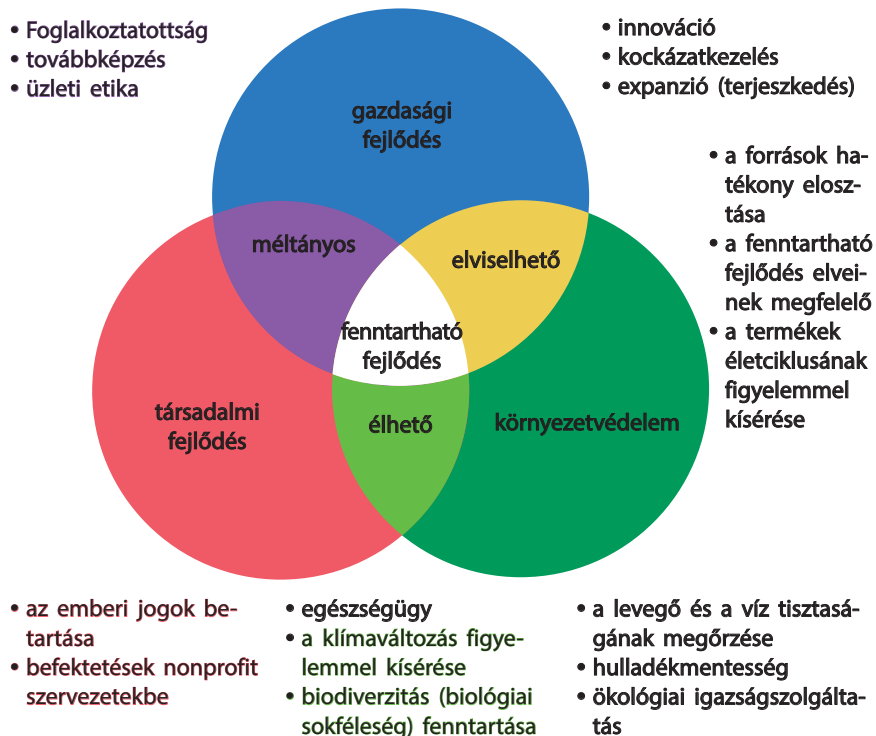 • Foglalkoztatottság
• továbbképzés
• üzleti etika
• innováció
• kockázatkezelés
• expanzió (terjeszkedés)
gazdasági
fejlődés
• a források ha-
tékony elosz-
tása
• a fenntartható
fejlődés elvei-
nek megfelelő
• a termékek
életciklusának
figyelemmel
kísérése
méltányos
elviselhető
fenntartható
fejlődés
társadalmi
fejlődés
élhető
környezetvédelem
• az emberi jogok be-
tartása
• befektetések nonprofit
szervezetekbe
• egészségügy
• a klímaváltozás figye-
lemmel kísérése
• biodiverzitás (biológiai
sokféleség) fenntartása
• a levegő és a víz tisztasá-
gának megőrzése
• hulladékmentesség
• ökológiai igazságszolgálta-
tás